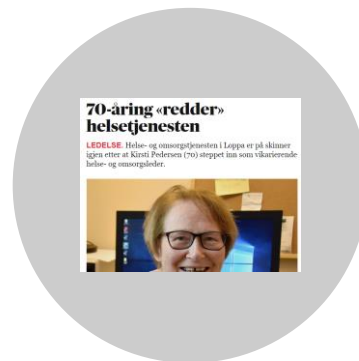 70-åring «redder»
helsetjenesten
LEDELSE. Helse- og omsorgstjenesten i Loppa er på skinner
igjen etter at Kirsti Pedersen (70) steppet inn som vikarierende
helse- og omsorgsleder.